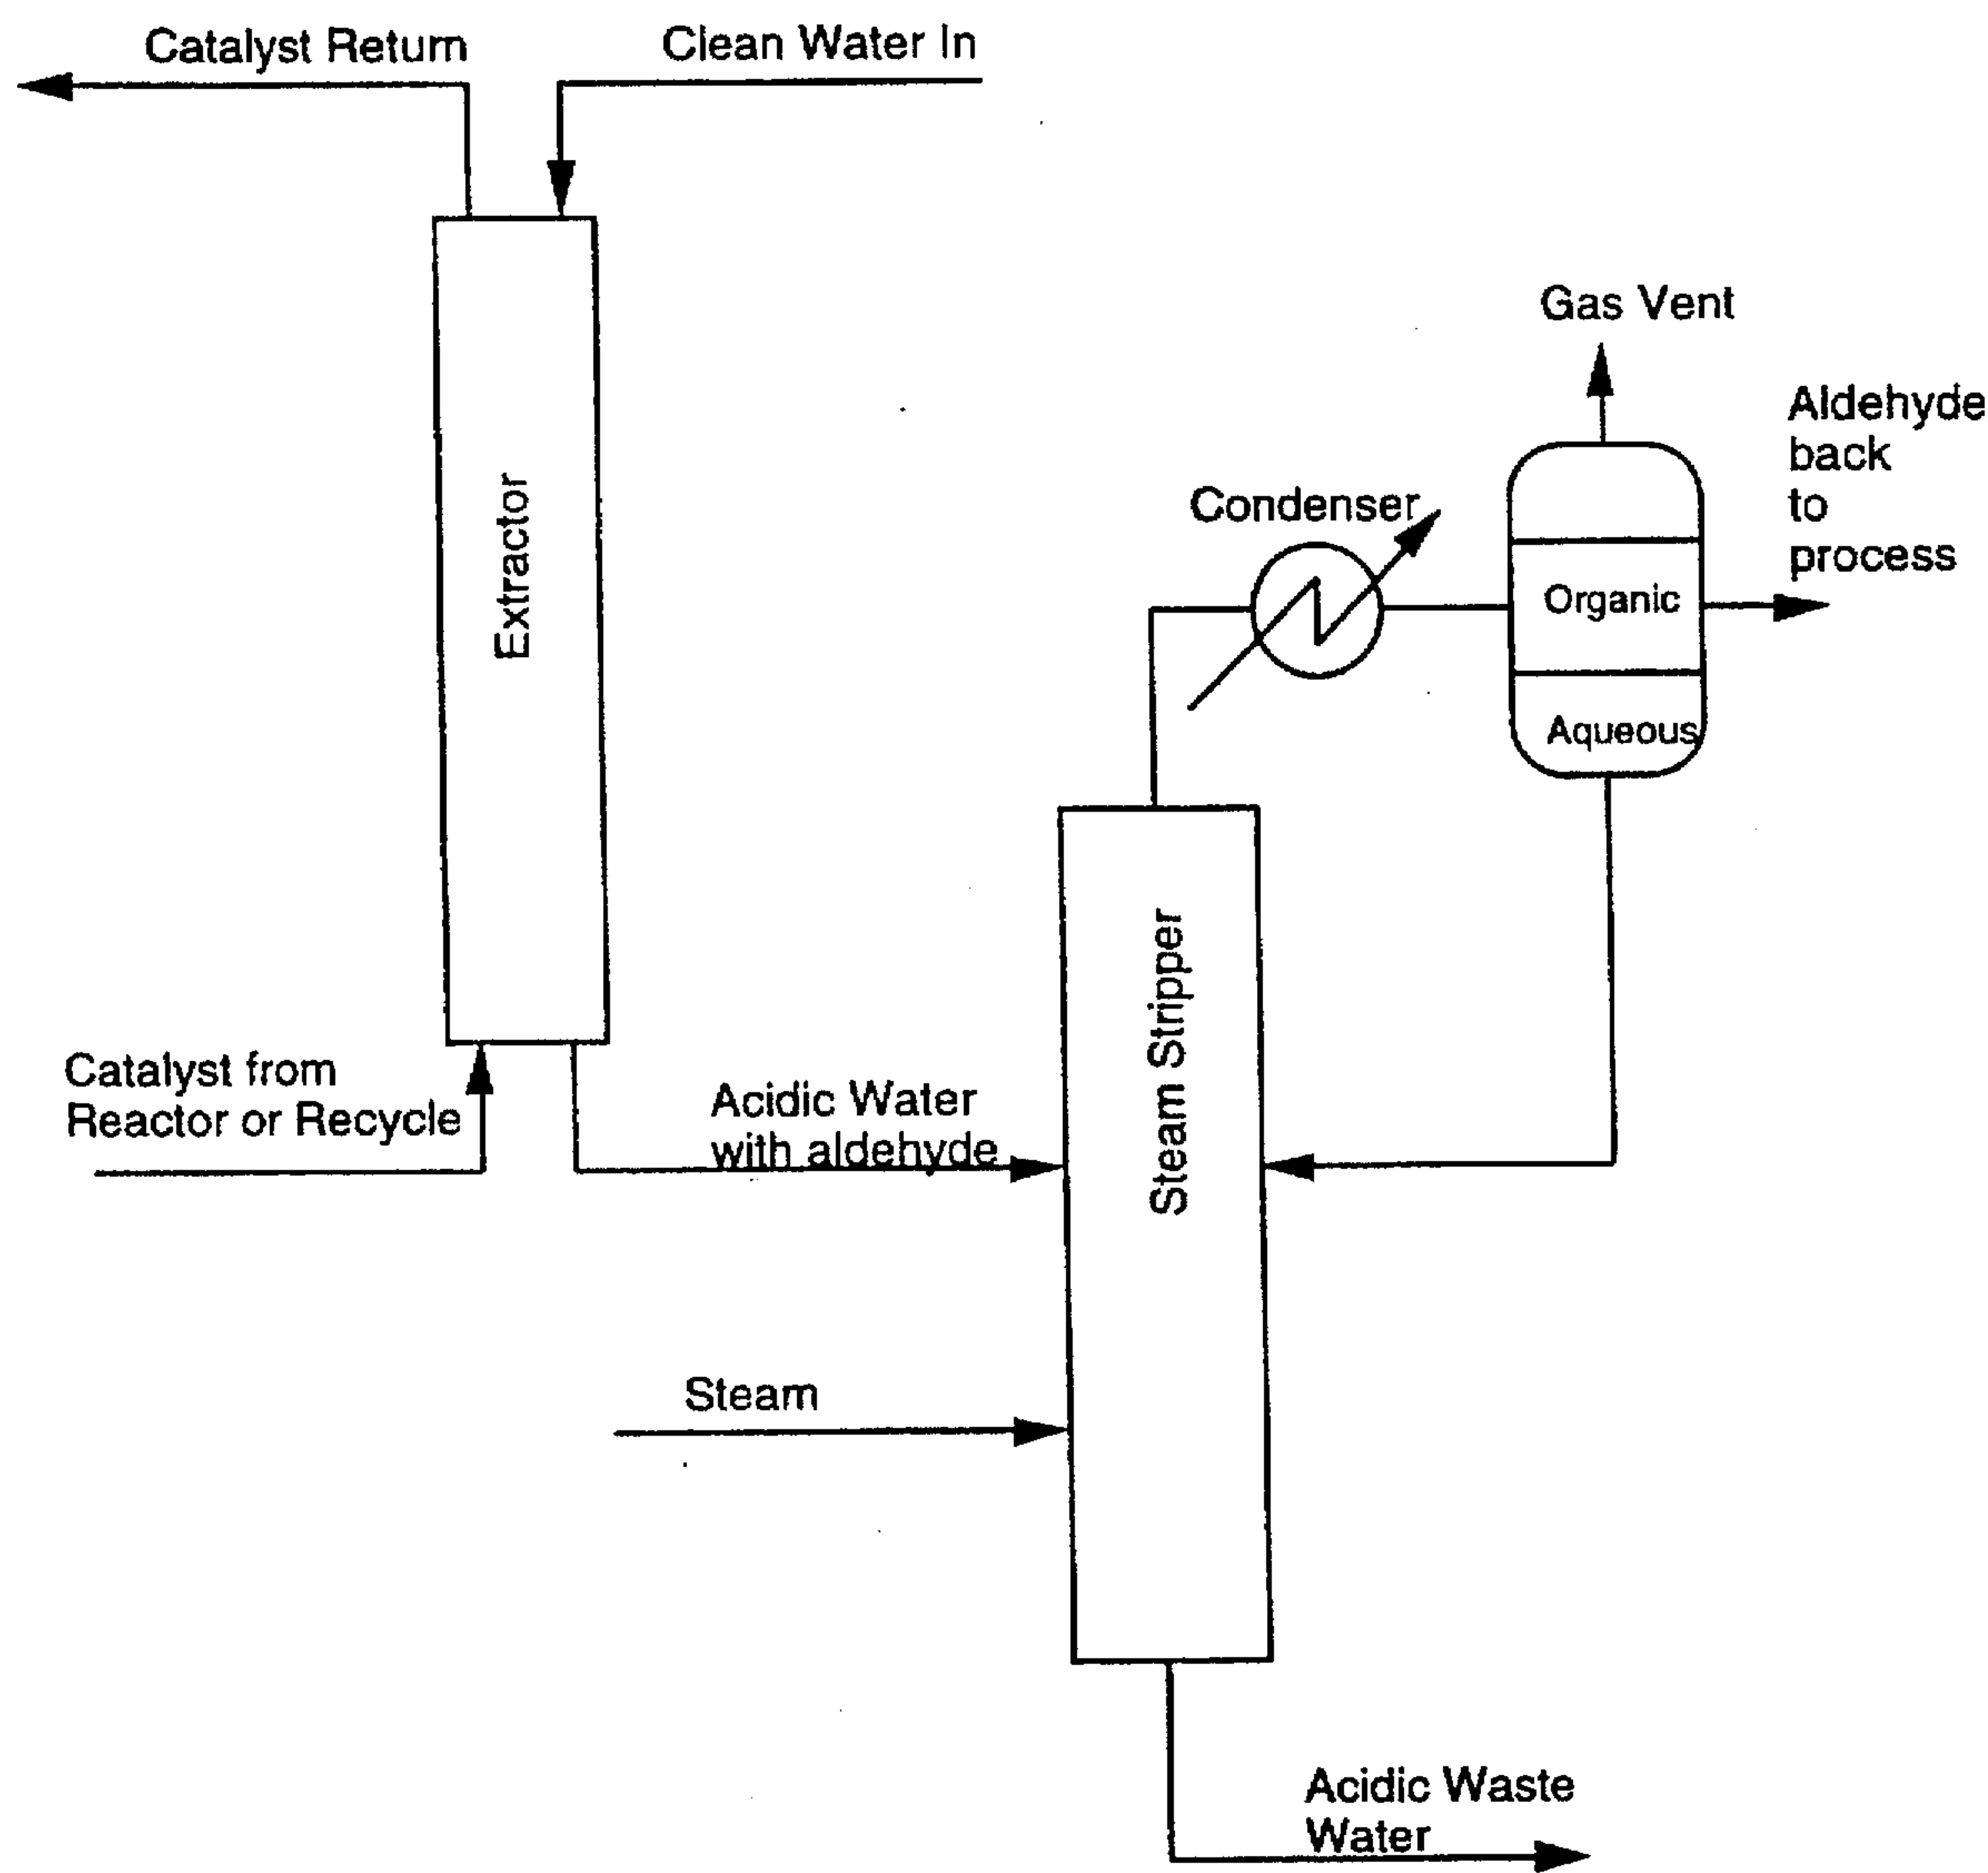 Catalyst Return
Clean Water In
Extractor
Gas Vent
Aldehyde
back
to
process
Condenser
Organic
Aqueous
Steam Stripper
Catalyst from
Reactor or Recycle
Acidic Water
with aldehyde
Steam
Acidic Waste
Water